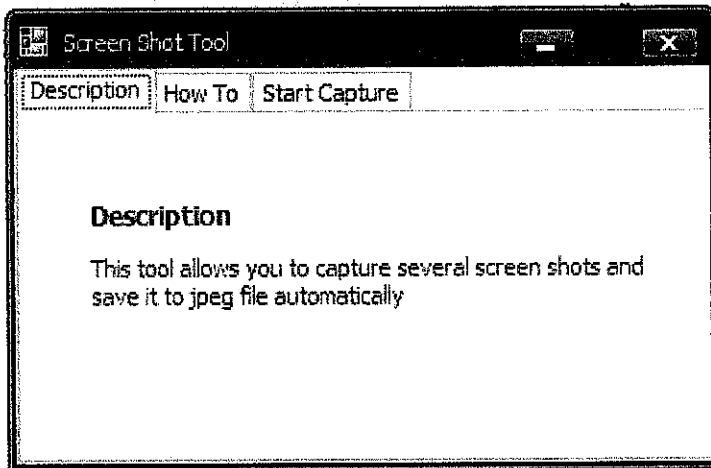 Screen Shot Tool
Description How To Start Capture
Description
This tool allows you to capture several screen shots and
save it to jpeg file automatically